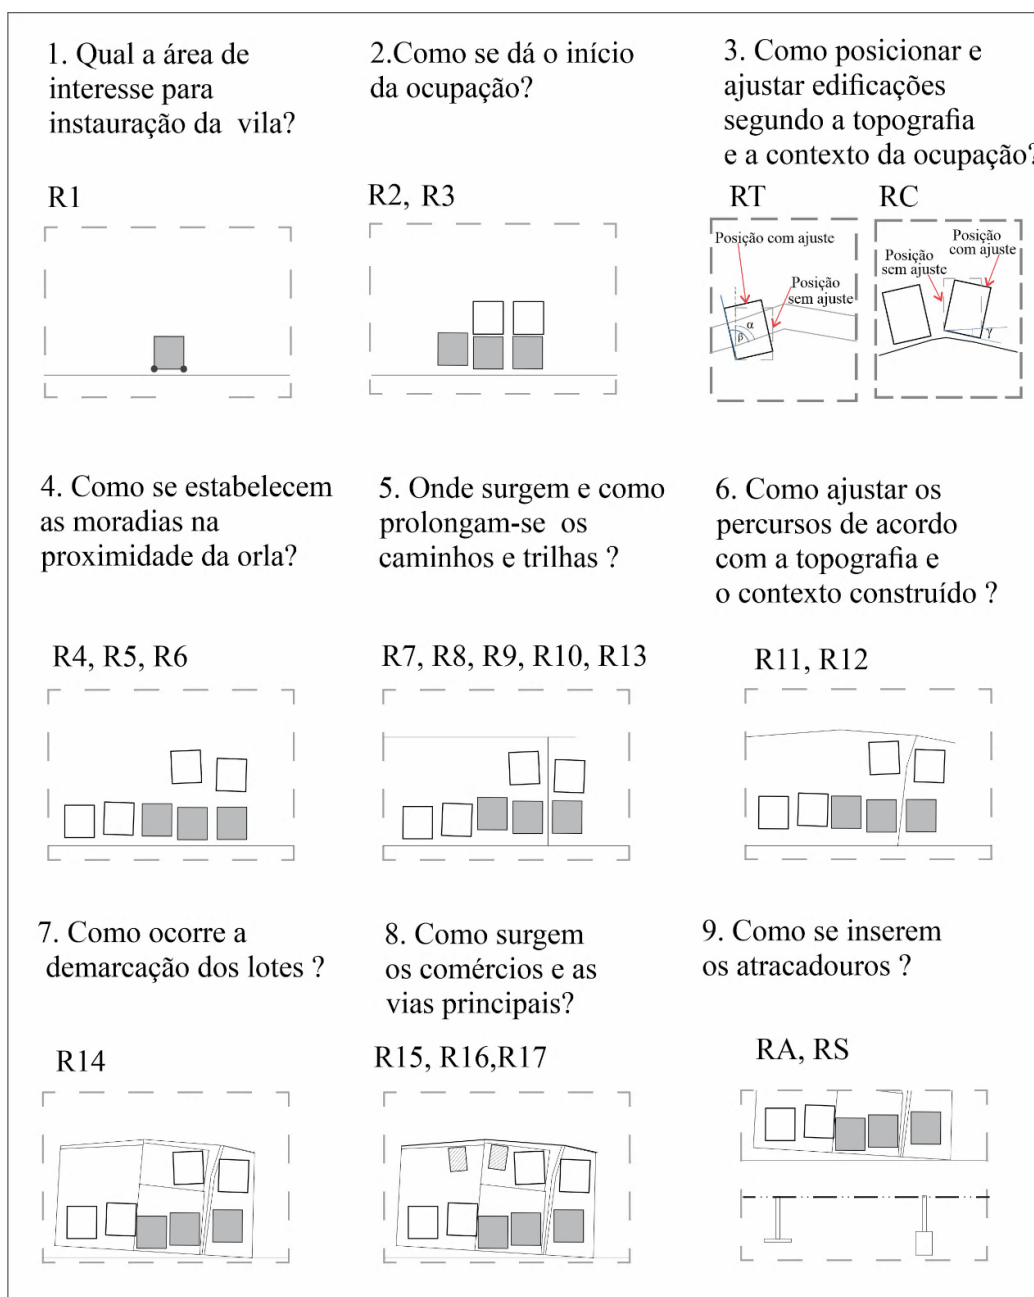 1. Qual a área de
interesse para
instauração da vila?
R1
2.Como se dá o início
da ocupação?
R2, R3
3. Como posicionar e
ajustar edificações
segundo a topografia
e a contexto da ocupação?
RT
Posição com ajuste
Posição
sem ajuste
α
β
RC
Posição
com ajuste
Posição
sem ajuste
γ
4. Como se estabelecem
as moradias na
proximidade da orla?
R4, R5, R6
5. Onde surgem e como
prolongam-se os
caminhos e trilhas ?
R7, R8, R9, R10, R13
6. Como ajustar os
percursos de acordo
com a topografia e
o contexto construído ?
R11, R12
7. Como ocorre a
demarcação dos lotes ?
R14
8. Como surgem
os comércios e as
vias principais?
R15, R16,R17
9. Como se inserem
os atracadouros ?
RA, RS